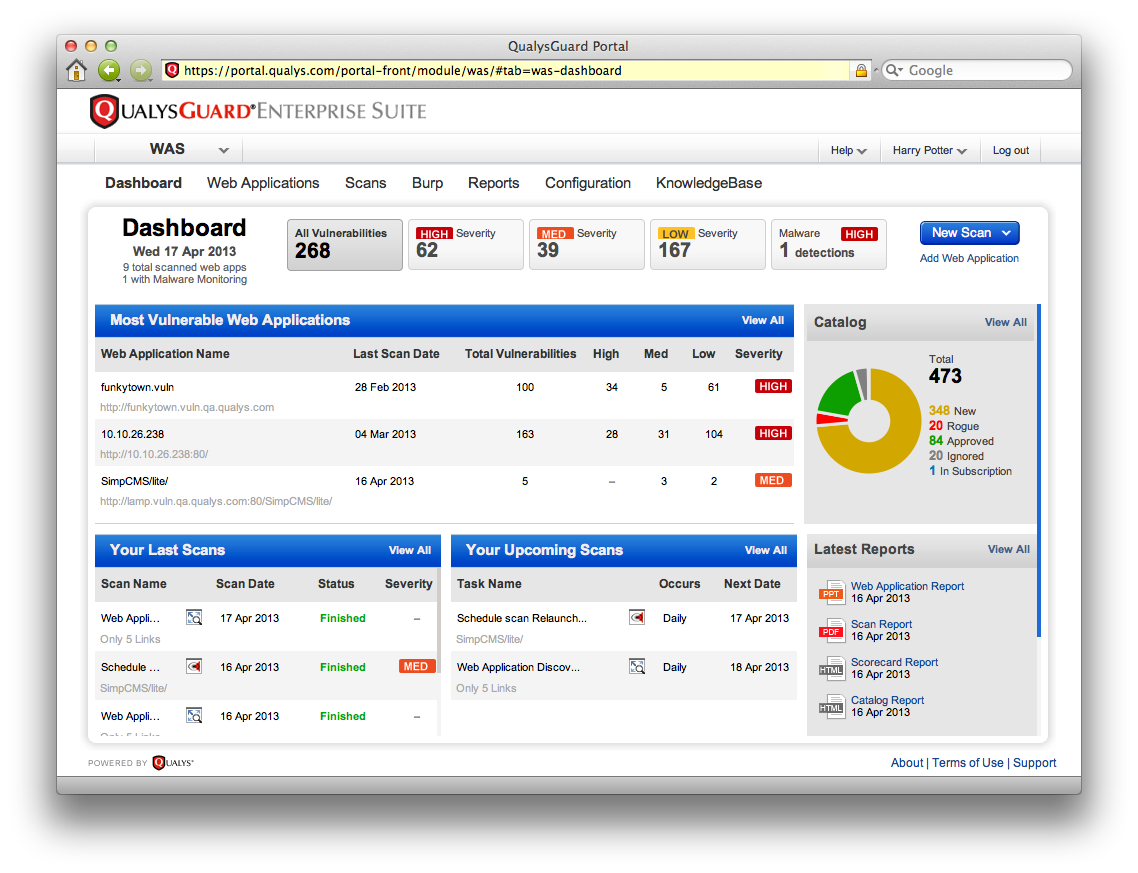 QualysGuard Portal
https://portal.qualys.com/portal-front/module/was/#tab=was-dashboard
Google
QUALYSGUARD® ENTERPRISE SUITE
WAS
Help
Harry Potter
Log out
Dashboard Web Applications Scans Burp Reports Configuration KnowledgeBase
Dashboard
Wed 17 Apr 2013
9 total scanned web apps
1 with Malware Monitoring
All Vulnerabilities
268
HIGH Severity
62
MED Severity
39
LOW Severity
167
Malware HIGH
1 detections
New Scan
Add Web Application
Most Vulnerable Web Applications View All
Web Application Name Last Scan Date Total Vulnerabilities High Med Low Severity
funkytown.vuln 28 Feb 2013 100 34 5 61 HIGH
http://funkytown.vuln.qa.qualys.com
10.10.26.238 04 Mar 2013 163 28 31 104 HIGH
http://10.10.26.238:80/
SimpCMS/lite/ 16 Apr 2013 5 – 3 2 MED
http://lamp.vuln.qa.qualys.com:80/SimpCMS/lite/
Catalog View All
Total
473
348 New
20 Rogue
84 Approved
20 Ignored
1 In Subscription
Your Last Scans View All
Scan Name Scan Date Status Severity
Web Appli... 17 Apr 2013 Finished –
Only 5 Links
Schedule ... 16 Apr 2013 Finished MED
SimpCMS/lite/
Web Appli... 16 Apr 2013 Finished –
Only 5 Links
Your Upcoming Scans View All
Task Name Occurs Next Date
Schedule scan Relaunch... Daily 17 Apr 2013
SimpCMS/lite/
Web Application Discov... Daily 18 Apr 2013
Only 5 Links
Latest Reports View All
PPT Web Application Report
16 Apr 2013
PDF Scan Report
16 Apr 2013
HTML Scorecard Report
16 Apr 2013
HTML Catalog Report
16 Apr 2013
POWERED BY QUALYS®
About | Terms of Use | Support